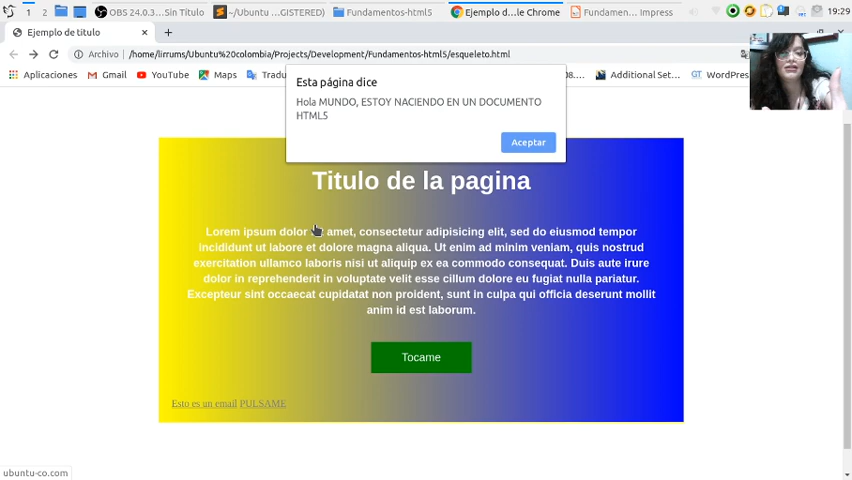 1
2
OBS 24.0.3...Sin Título
~/Ubuntu (UNREGISTERED)
Fundamentos-html5
Ejemplo d...le Chrome
Fundamen... Impress
19:29
Ejemplo de titulo
Archivo
/home/lirrums/Ubuntu%20colombia/Projects/Development/Fundamentos-html5/esqueleto.html
Aplicaciones
Gmail
YouTube
Maps
Additional Set...
GT
Esta página dice
Hola MUNDO, ESTOY NACIENDO EN UN DOCUMENTO
HTML5
Aceptar
Titulo de la pagina
Lorem ipsum dolor amet, consectetur adipisicing elit, sed do eiusmod tempor
incididunt ut labore et dolore magna aliqua. Ut enim ad minim veniam, quis nostrud
exercitation ullamco laboris nisi ut aliquip ex ea commodo consequat. Duis aute irure
dolor in reprehenderit in voluptate velit esse cillum dolore eu fugiat nulla pariatur.
Excepteur sint occaecat cupidatat non proident, sunt in culpa qui officia deserunt mollit
anim id est laborum.
Tocame
Esto es un email PULSAME
ubuntu-co.com